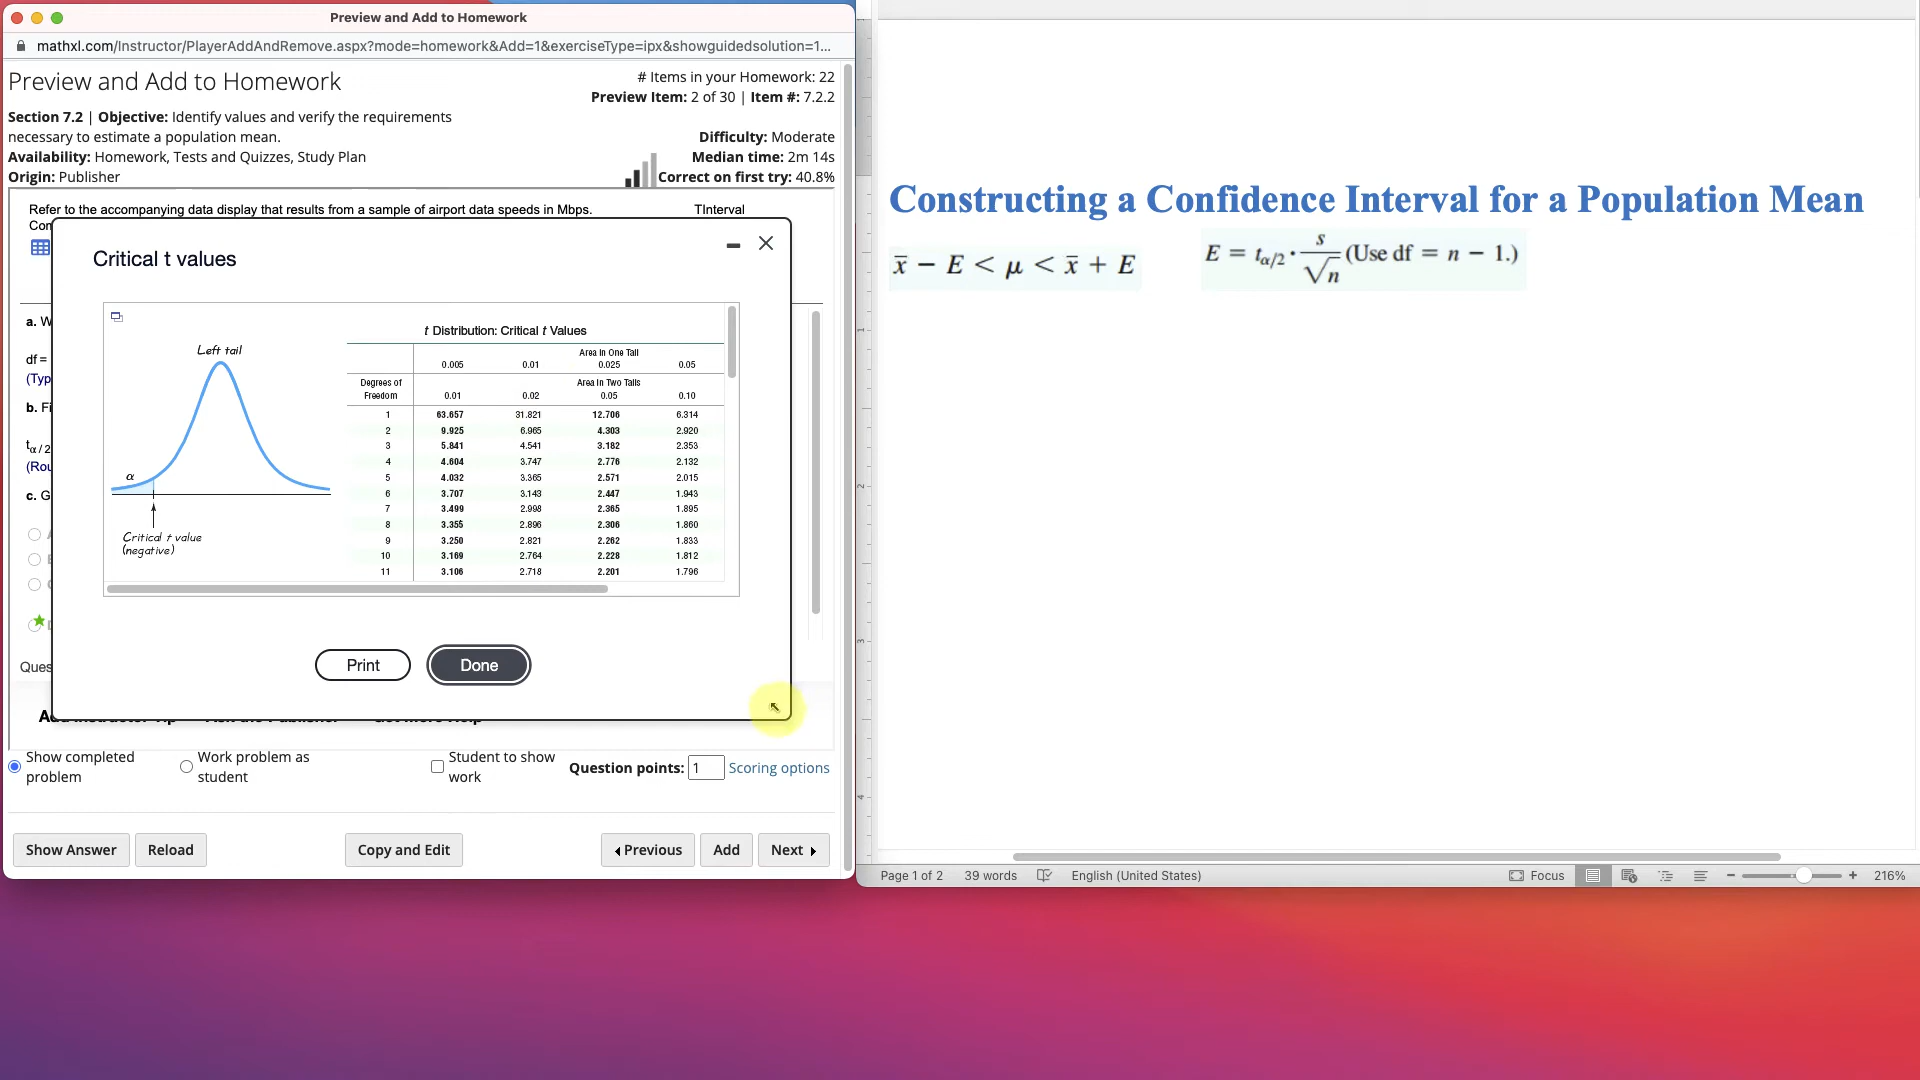 Preview and Add to Homework
mathxl.com/Instructor/PlayerAddAndRemove.aspx?mode=homework&Add=1&exerciseType=ipx&showguidedsolution=1...
Preview and Add to Homework
# Items in your Homework: 22
Preview Item: 2 of 30 | Item #: 7.2.2
Section 7.2 | Objective: Identify values and verify the requirements
necessary to estimate a population mean.
Difficulty: Moderate
Availability: Homework, Tests and Quizzes, Study Plan
Median time: 2m 14s
Origin: Publisher
Correct on first try: 40.8%
Refer to the accompanying data display that results from a sample of airport data speeds in Mbps.
TInterval
Critical t values
a. W
df =
(Typ
b. Fi
tα/2
(Rou
c. G
Ques
Left tail
α
Critical t value
(negative)
t Distribution: Critical t Values
Area in One Tail
0.005 0.01 0.025 0.05
Degrees of Area in Two Tails
Freedom 0.01 0.02 0.05 0.10
1 63.657 31.821 12.706 6.314
2 9.925 6.965 4.303 2.920
3 5.841 4.541 3.182 2.353
4 4.604 3.747 2.776 2.132
5 4.032 3.365 2.571 2.015
6 3.707 3.143 2.447 1.943
7 3.499 2.998 2.365 1.895
8 3.355 2.896 2.306 1.860
9 3.250 2.821 2.262 1.833
10 3.169 2.764 2.228 1.812
11 3.106 2.718 2.201 1.796
Print
Done
Show completed
problem
Work problem as
student
Student to show
work
Question points: 1
Scoring options
Show Answer
Reload
Copy and Edit
Previous
Add
Next
Constructing a Confidence Interval for a Population Mean
x̄ − E < μ < x̄ + E
E = tα/2 · s/√n (Use df = n − 1.)
1
2
3
4
Page 1 of 2
39 words
English (United States)
Focus
216%